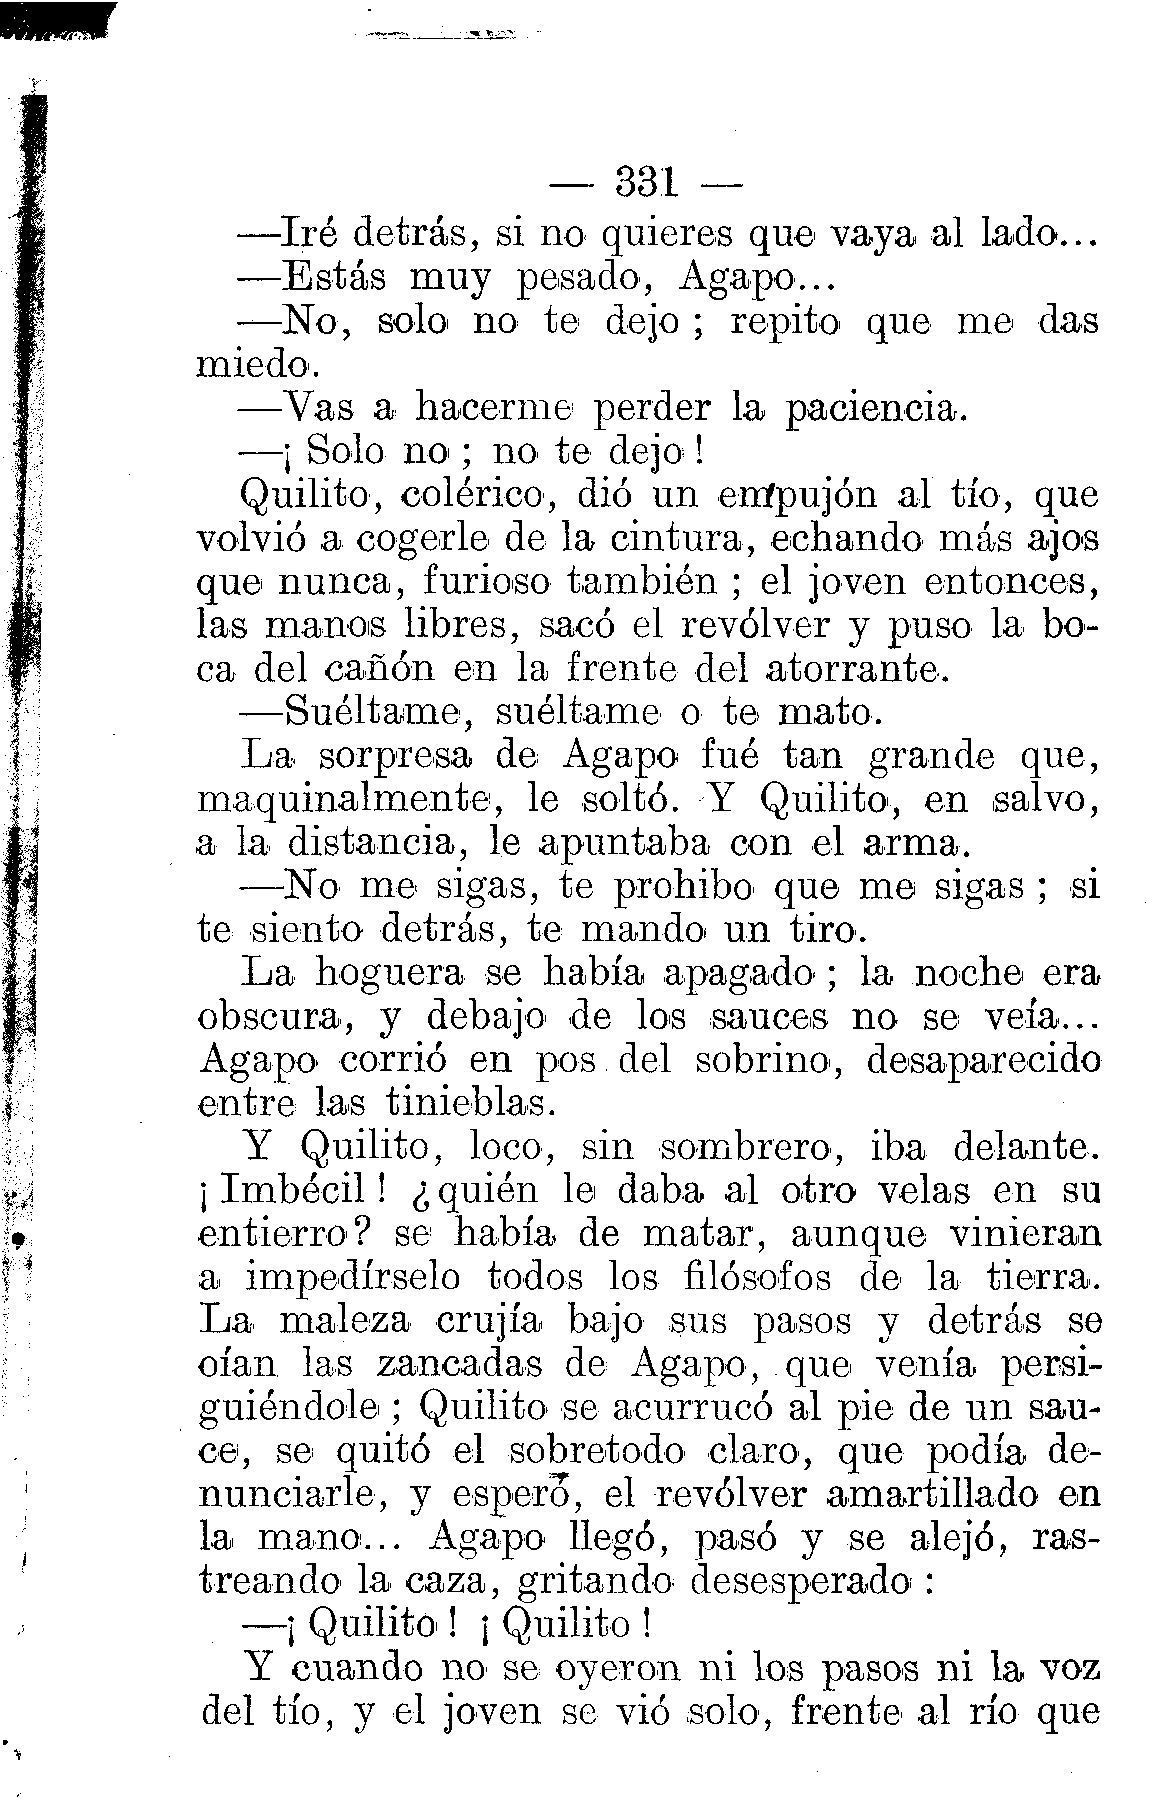 — 331 —
—Iré detrás, si no quieres que vaya al lado...
—Estás muy pesado, Agapo...
—No, solo no te dejo ; repito que me das
miedo.
—Vas a hacerme perder la paciencia.
—¡ Solo no ; no te dejo !
Quilito, colérico, dió un empujón al tío, que
volvió a cogerle de la cintura, echando más ajos
que nunca, furioso también ; el joven entonces,
las manos libres, sacó el revólver y puso la bo-
ca del cañón en la frente del atorrante.
—Suéltame, suéltame o te mato.
La sorpresa de Agapo fué tan grande que,
maquinalmente, le soltó. Y Quilito, en salvo,
a la distancia, le apuntaba con el arma.
—No me sigas, te prohibo que me sigas ; si
te siento detrás, te mando un tiro.
La hoguera se había apagado ; la noche era
obscura, y debajo de los sauces no se veía...
Agapo corrió en pos del sobrino, desaparecido
entre las tinieblas.
Y Quilito, loco, sin sombrero, iba delante.
¡ Imbécil ! ¿ quién le daba al otro velas en su
entierro? se había de matar, aunque vinieran
a impedírselo todos los filósofos de la tierra.
La maleza crujía bajo sus pasos y detrás se
oían las zancadas de Agapo, que venía persi-
guiéndole ; Quilito se acurrucó al pie de un sau-
ce, se quitó el sobretodo claro, que podía de-
nunciarle, y esperó, el revólver amartillado en
la mano... Agapo llegó, pasó y se alejó, ras-
treando la caza, gritando desesperado :
—¡ Quilito ! ¡ Quilito !
Y cuando no se oyeron ni los pasos ni la voz
del tío, y el joven se vió solo, frente al río que